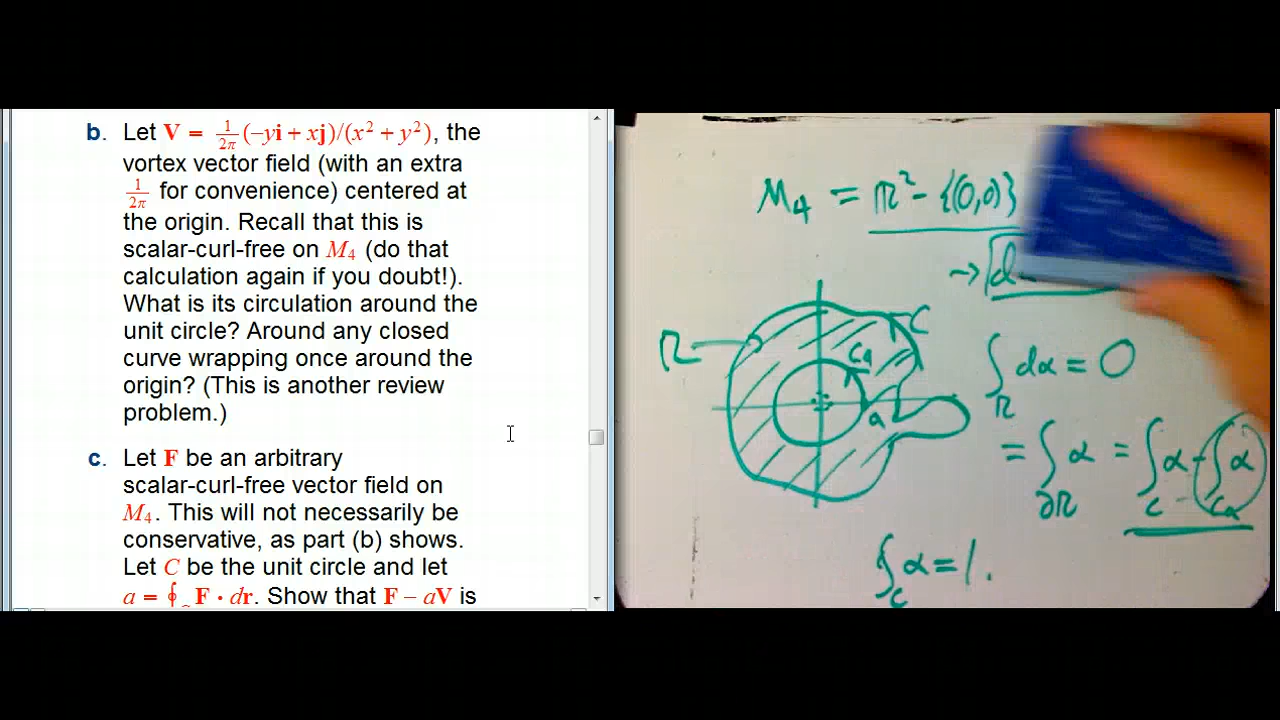 b. Let V = 1/2π (−yi + xj)/(x² + y²), the
vortex vector field (with an extra
1/2π for convenience) centered at
the origin. Recall that this is
scalar-curl-free on M₄ (do that
calculation again if you doubt!).
What is its circulation around the
unit circle? Around any closed
curve wrapping once around the
origin? (This is another review
problem.)
c. Let F be an arbitrary
scalar-curl-free vector field on
M₄. This will not necessarily be
conservative, as part (b) shows.
Let C be the unit circle and let
a = ∮ F · dr. Show that F − aV is
M₄ = ℝ² − {(0,0)}
→ d
R
C
Ca
a
∫_R dα = 0
= ∫_∂R α = ∫_C α − ∫_Ca α
∮_C α = 1.